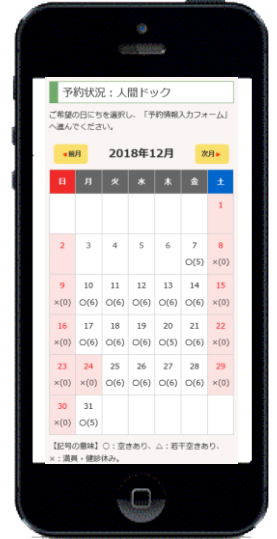 予約状況：人間ドック
ご希望の日にちを選択し、「予約情報入力フォーム」
へ進んでください。
◀前月 2018年12月 次月▶
日 月 火 水 木 金 土
1
2 3 4 5 6 7 8
○(5) ×(0)
9 10 11 12 13 14 15
×(0) ○(6) ○(6) ○(6) ○(6) ○(6) ×(0)
16 17 18 19 20 21 22
×(0) ○(6) ○(6) ○(6) ○(6) ○(6) ×(0)
23 24 25 26 27 28 29
×(0) ×(0) ○(6) ○(6) ○(6) ○(6) ×(0)
30 31
×(0) ○(5)
【記号の意味】○：空きあり、△：若干空きあり、
×：満員・健診休み。